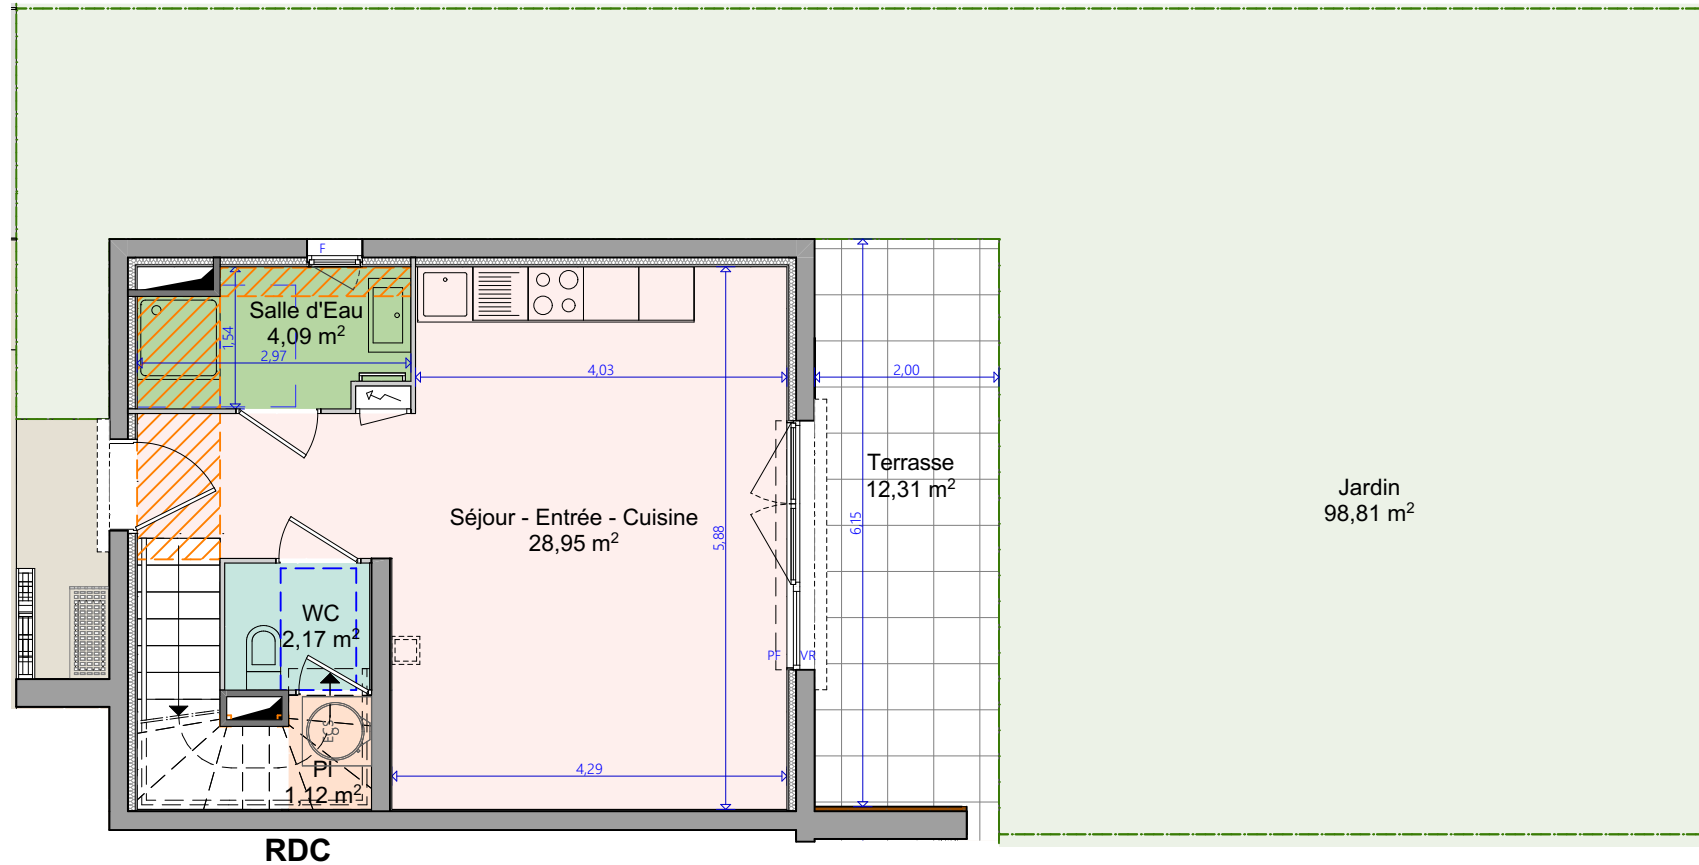 F
Salle d'Eau
4,09 m²
1,54
2,97
4,03
2,00
Terrasse
12,31 m²
Jardin
98,81 m²
Séjour - Entrée - Cuisine
28,95 m²
5,88
6,15
WC
2,17 m²
PF
VR
ECS
Pl
1,12 m²
4,29
RDC